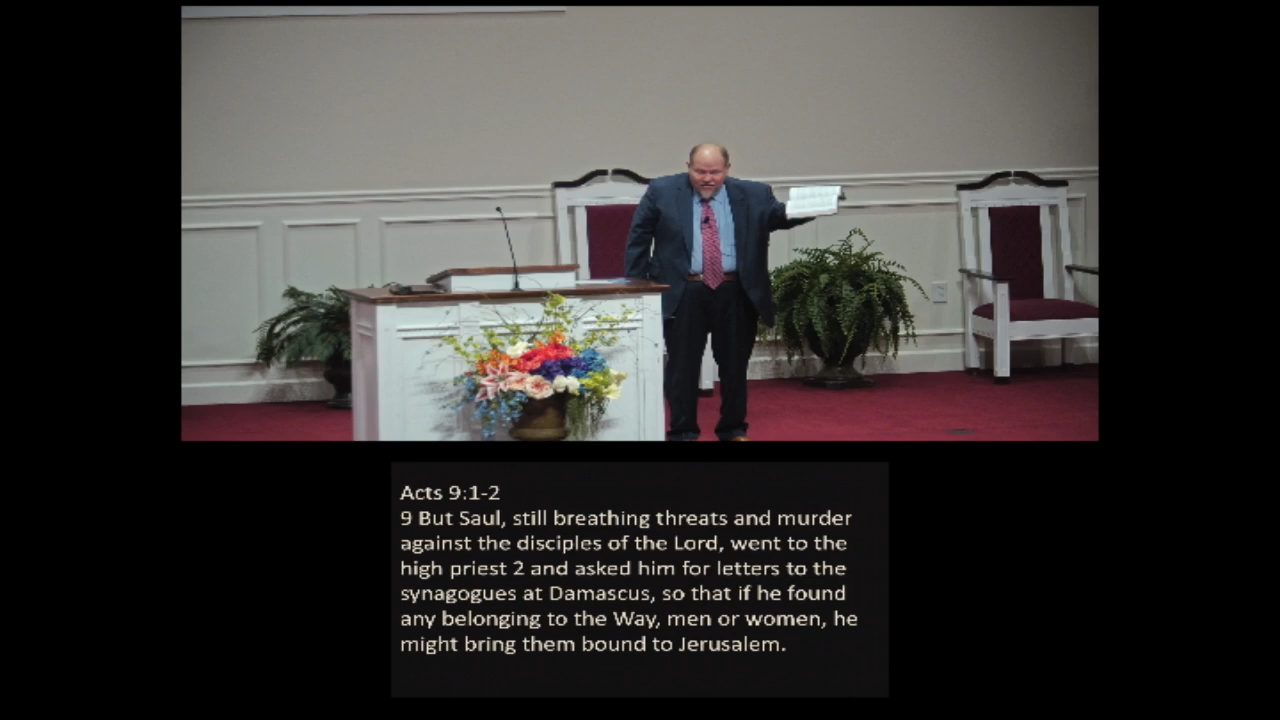 Acts 9:1-2
9 But Saul, still breathing threats and murder
against the disciples of the Lord, went to the
high priest 2 and asked him for letters to the
synagogues at Damascus, so that if he found
any belonging to the Way, men or women, he
might bring them bound to Jerusalem.